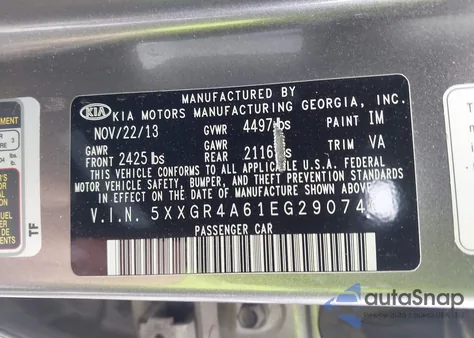 MANUFACTURED BY
KIA KIA MOTORS MANUFACTURING GEORGIA, INC.
NOV/22/13 GVWR 4497lbs PAINT IM
GAWR FRONT 2425lbs GAWR REAR 2116lbs TRIM VA
THIS VEHICLE CONFORMS TO ALL APPLICABLE U.S.A. FEDERAL
MOTOR VEHICLE SAFETY, BUMPER, AND THEFT PREVENTION
STANDARDS IN EFFECT ON THE DATE OF MANUFACTURE SHOWN ABOVE.
V.I.N. 5XXGR4A61EG29074
PASSENGER CAR
TF
autoSnap